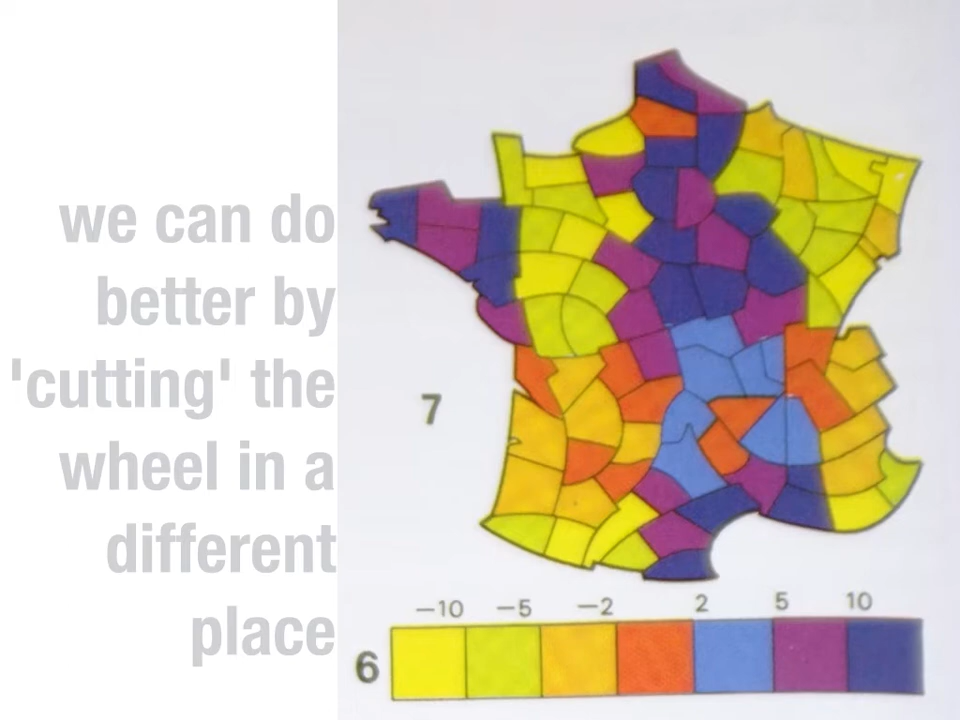 we can do
better by
'cutting' the
wheel in a
different
place
7
−10 −5 −2 2 5 10
6